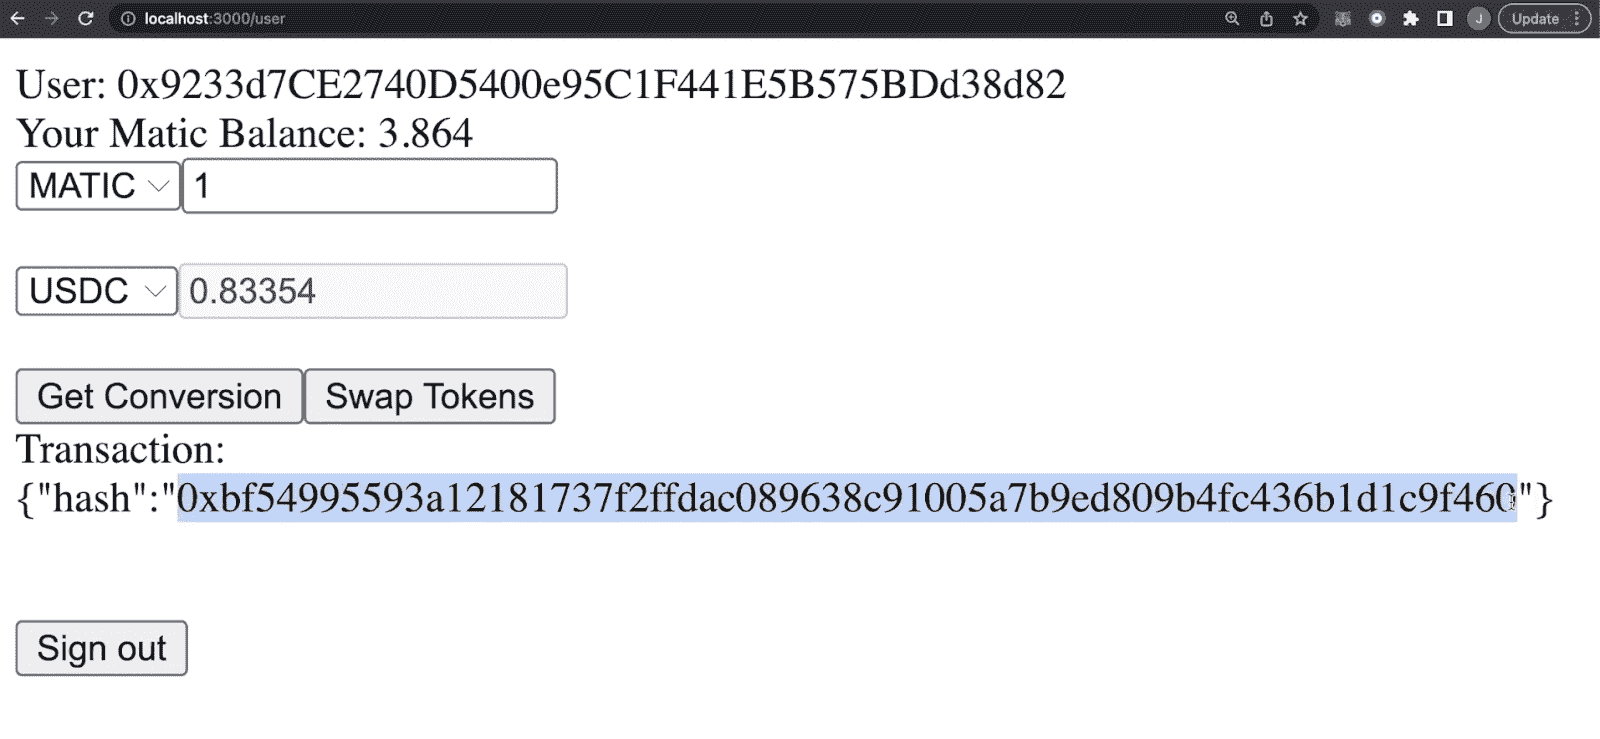 localhost:3000/user
J
Update
User: 0x9233d7CE2740D5400e95C1F441E5B575BDd38d82
Your Matic Balance: 3.864
MATIC 1
USDC 0.83354
Get Conversion Swap Tokens
Transaction:
{"hash":"0xbf54995593a12181737f2ffdac089638c91005a7b9ed809b4fc436b1d1c9f460"}
Sign out